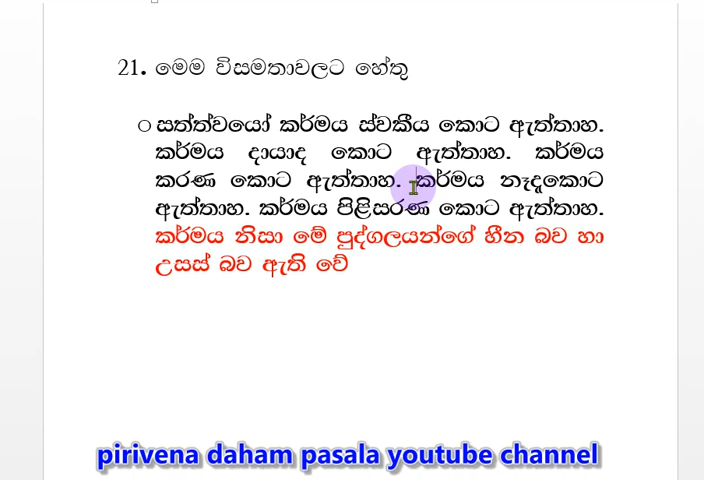 21. මෙම විසමතාවලට හේතු
සත්ත්වයෝ කර්මය ස්වකීය කොට ඇත්තාහ.
කර්මය දායාද කොට ඇත්තාහ. කර්මය
කරණ කොට ඇත්තාහ. කර්මය නෑදෑකොට
ඇත්තාහ. කර්මය පිළිසරණ කොට ඇත්තාහ.
කර්මය නිසා මේ පුද්ගලයන්ගේ හීන බව හා
උසස් බව ඇති වේ
pirivena daham pasala youtube channel